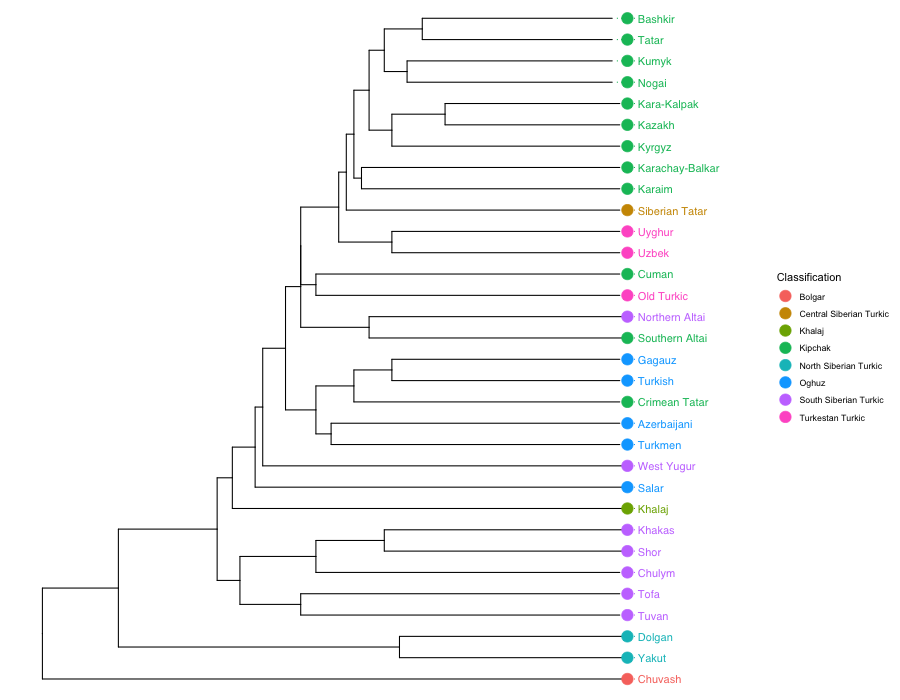 Bashkir
Tatar
Kumyk
Nogai
Kara-Kalpak
Kazakh
Kyrgyz
Karachay-Balkar
Karaim
Siberian Tatar
Uyghur
Uzbek
Cuman
Old Turkic
Northern Altai
Southern Altai
Gagauz
Turkish
Crimean Tatar
Azerbaijani
Turkmen
West Yugur
Salar
Khalaj
Khakas
Shor
Chulym
Tofa
Tuvan
Dolgan
Yakut
Chuvash
Classification
Bolgar
Central Siberian Turkic
Khalaj
Kipchak
North Siberian Turkic
Oghuz
South Siberian Turkic
Turkestan Turkic